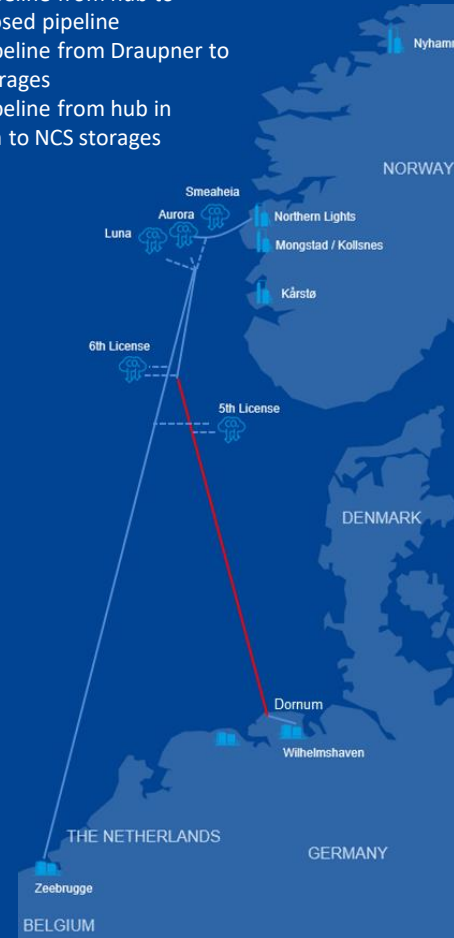 peline from hub to
osed pipeline
peline from Draupner to
rages
peline from hub in
to NCS storages
Nyhamn
NORWAY
Smeaheia
Aurora
Northern Lights
Luna
Mongstad / Kollsnes
Kårstø
6th License
5th License
DENMARK
Dornum
Wilhelmshaven
THE NETHERLANDS
GERMANY
Zeebrugge
BELGIUM